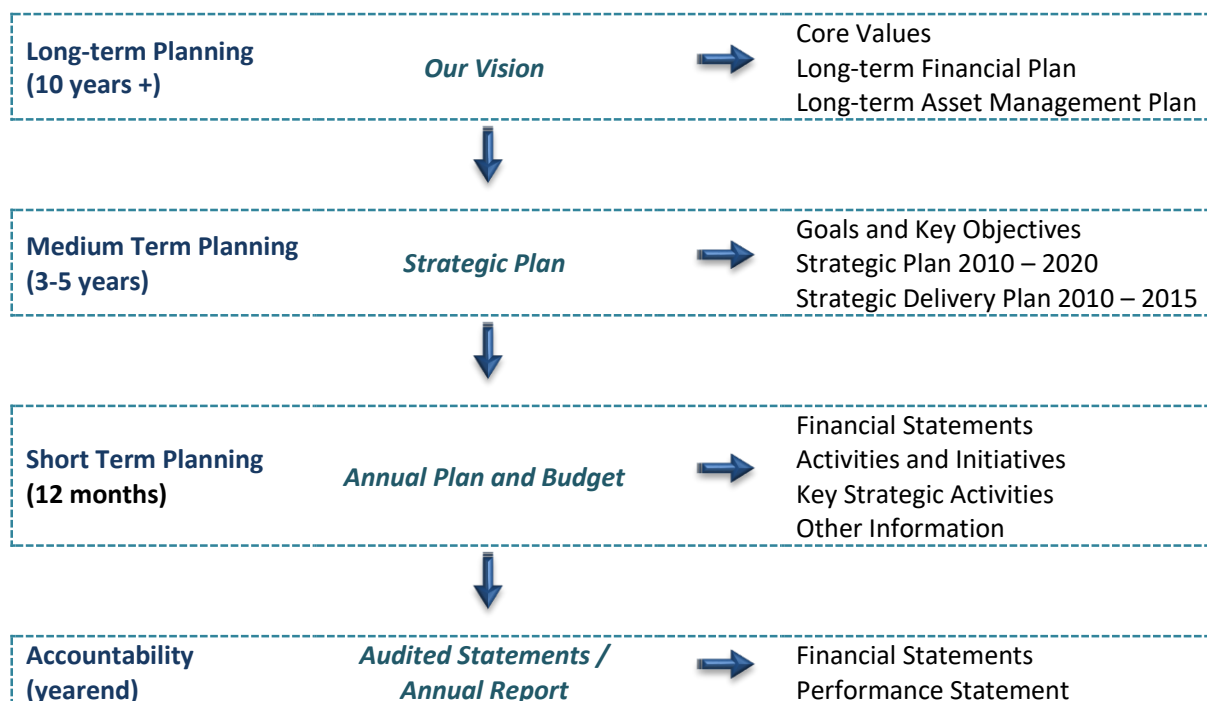 Long-term Planning
(10 years +)
Our Vision
Core Values
Long-term Financial Plan
Long-term Asset Management Plan
Medium Term Planning
(3-5 years)
Strategic Plan
Goals and Key Objectives
Strategic Plan 2010 – 2020
Strategic Delivery Plan 2010 – 2015
Short Term Planning
(12 months)
Annual Plan and Budget
Financial Statements
Activities and Initiatives
Key Strategic Activities
Other Information
Accountability
(yearend)
Audited Statements /
Annual Report
Financial Statements
Performance Statement